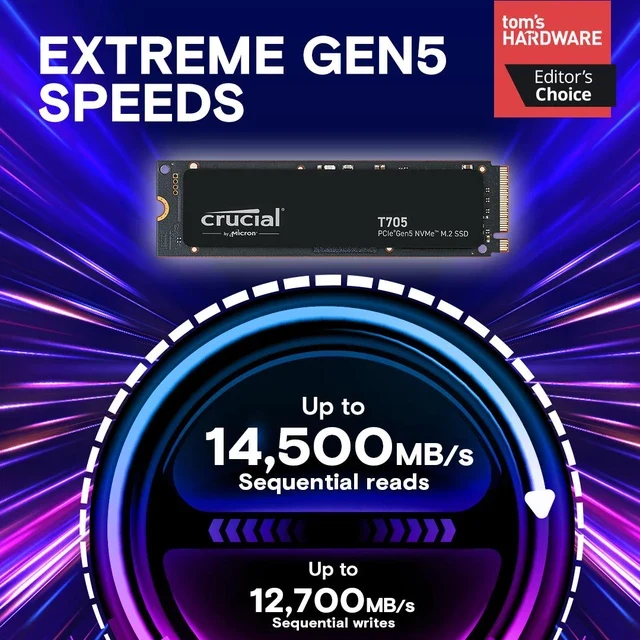 EXTREME GEN5
SPEEDS
tom's
HARDWARE
Editor's
Choice
crucial
by Micron
T705
PCIe® Gen5 NVMe™ M.2 SSD
Up to
14,500MB/s
Sequential reads
Up to
12,700MB/s
Sequential writes